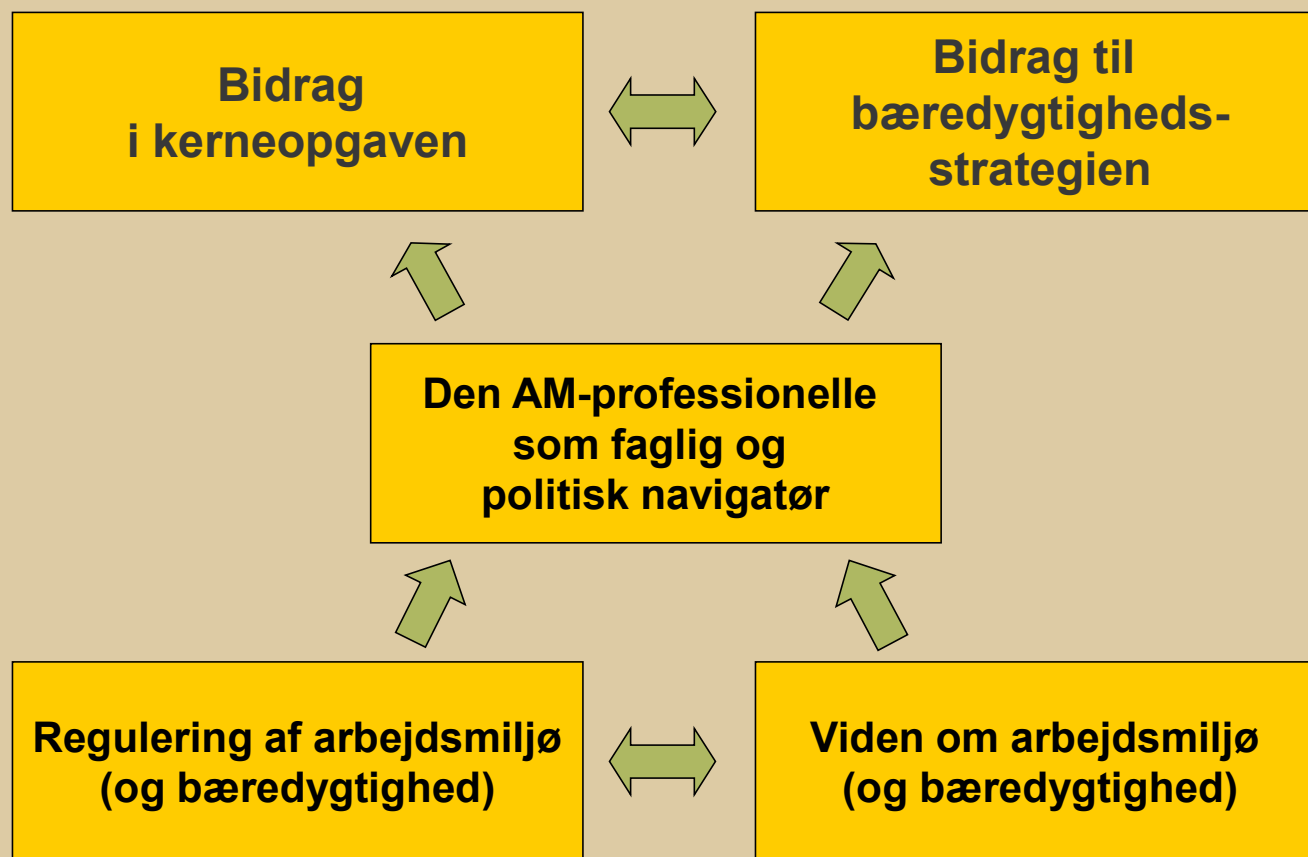 Bidrag
i kerneopgaven
Bidrag til
bæredygtigheds-
strategien
Den AM-professionelle
som faglig og
politisk navigatør
Regulering af arbejdsmiljø
(og bæredygtighed)
Viden om arbejdsmiljø
(og bæredygtighed)